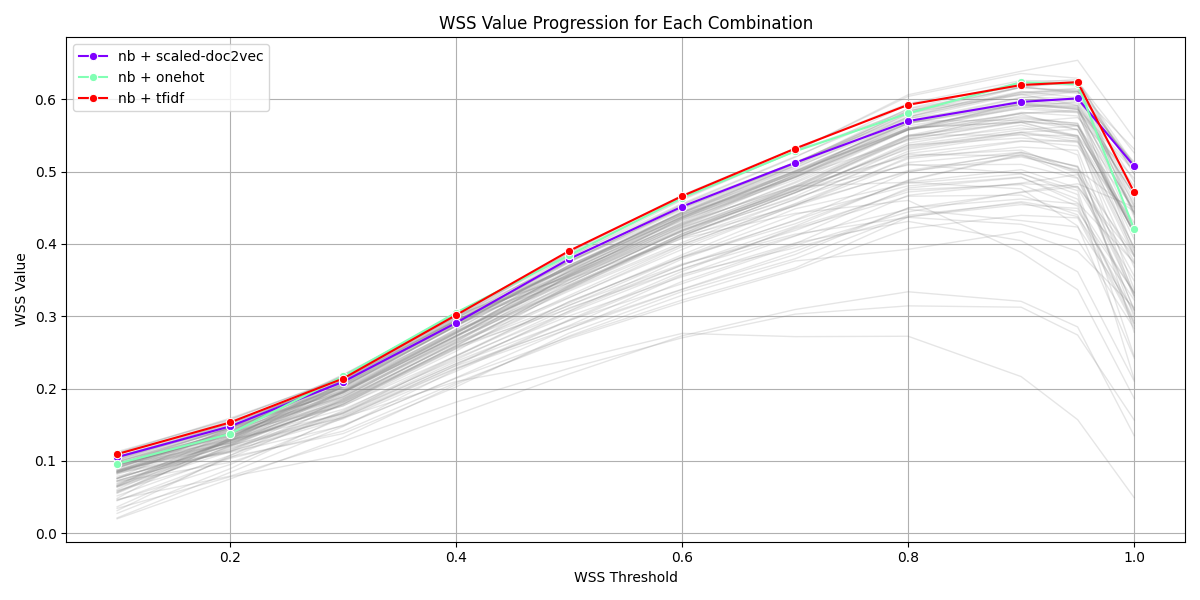 WSS Value Progression for Each Combination
nb + scaled-doc2vec
nb + onehot
nb + tfidf
WSS Value
0.6
0.5
0.4
0.3
0.2
0.1
0.0
0.2 0.4 0.6 0.8 1.0
WSS Threshold